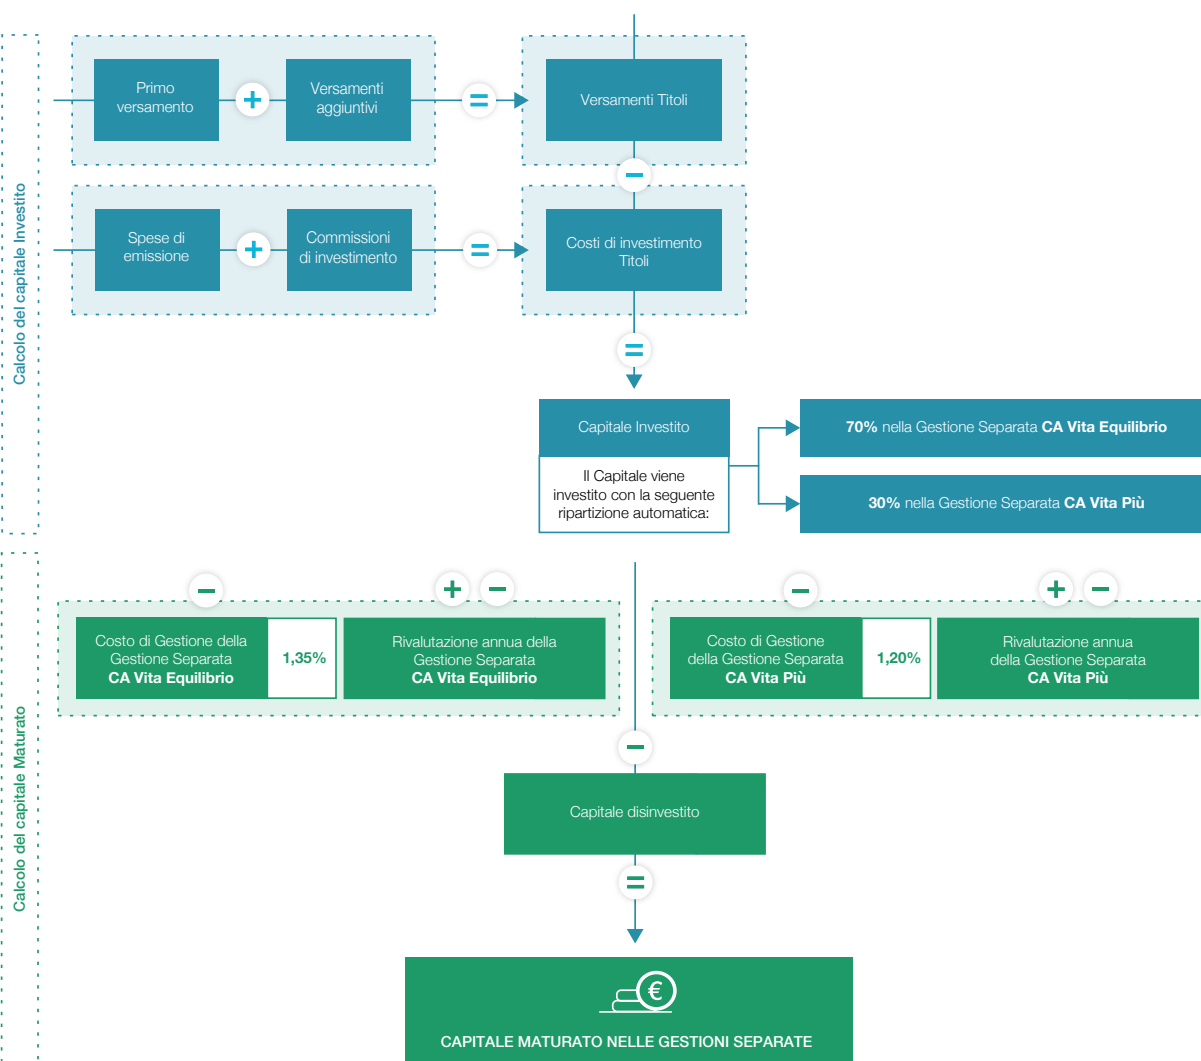 Calcolo del capitale Investito
Primo
versamento
+
Versamenti
aggiuntivi
=
Versamenti Titoli
−
Spese di
emissione
+
Commissioni
di investimento
=
Costi di investimento
Titoli
=
Capitale Investito
Il Capitale viene
investito con la seguente
ripartizione automatica:
70% nella Gestione Separata CA Vita Equilibrio
30% nella Gestione Separata CA Vita Più
Calcolo del capitale Maturato
−
+ −
Costo di Gestione della
Gestione Separata
CA Vita Equilibrio
1,35%
Rivalutazione annua della
Gestione Separata
CA Vita Equilibrio
−
+ −
Costo di Gestione
della Gestione Separata
CA Vita Più
1,20%
Rivalutazione annua
della Gestione Separata
CA Vita Più
−
Capitale disinvestito
=
€
CAPITALE MATURATO NELLE GESTIONI SEPARATE